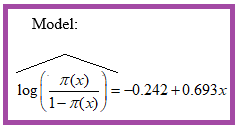 Model:
log(π(x)/(1−π(x))) = −0.242+0.693x